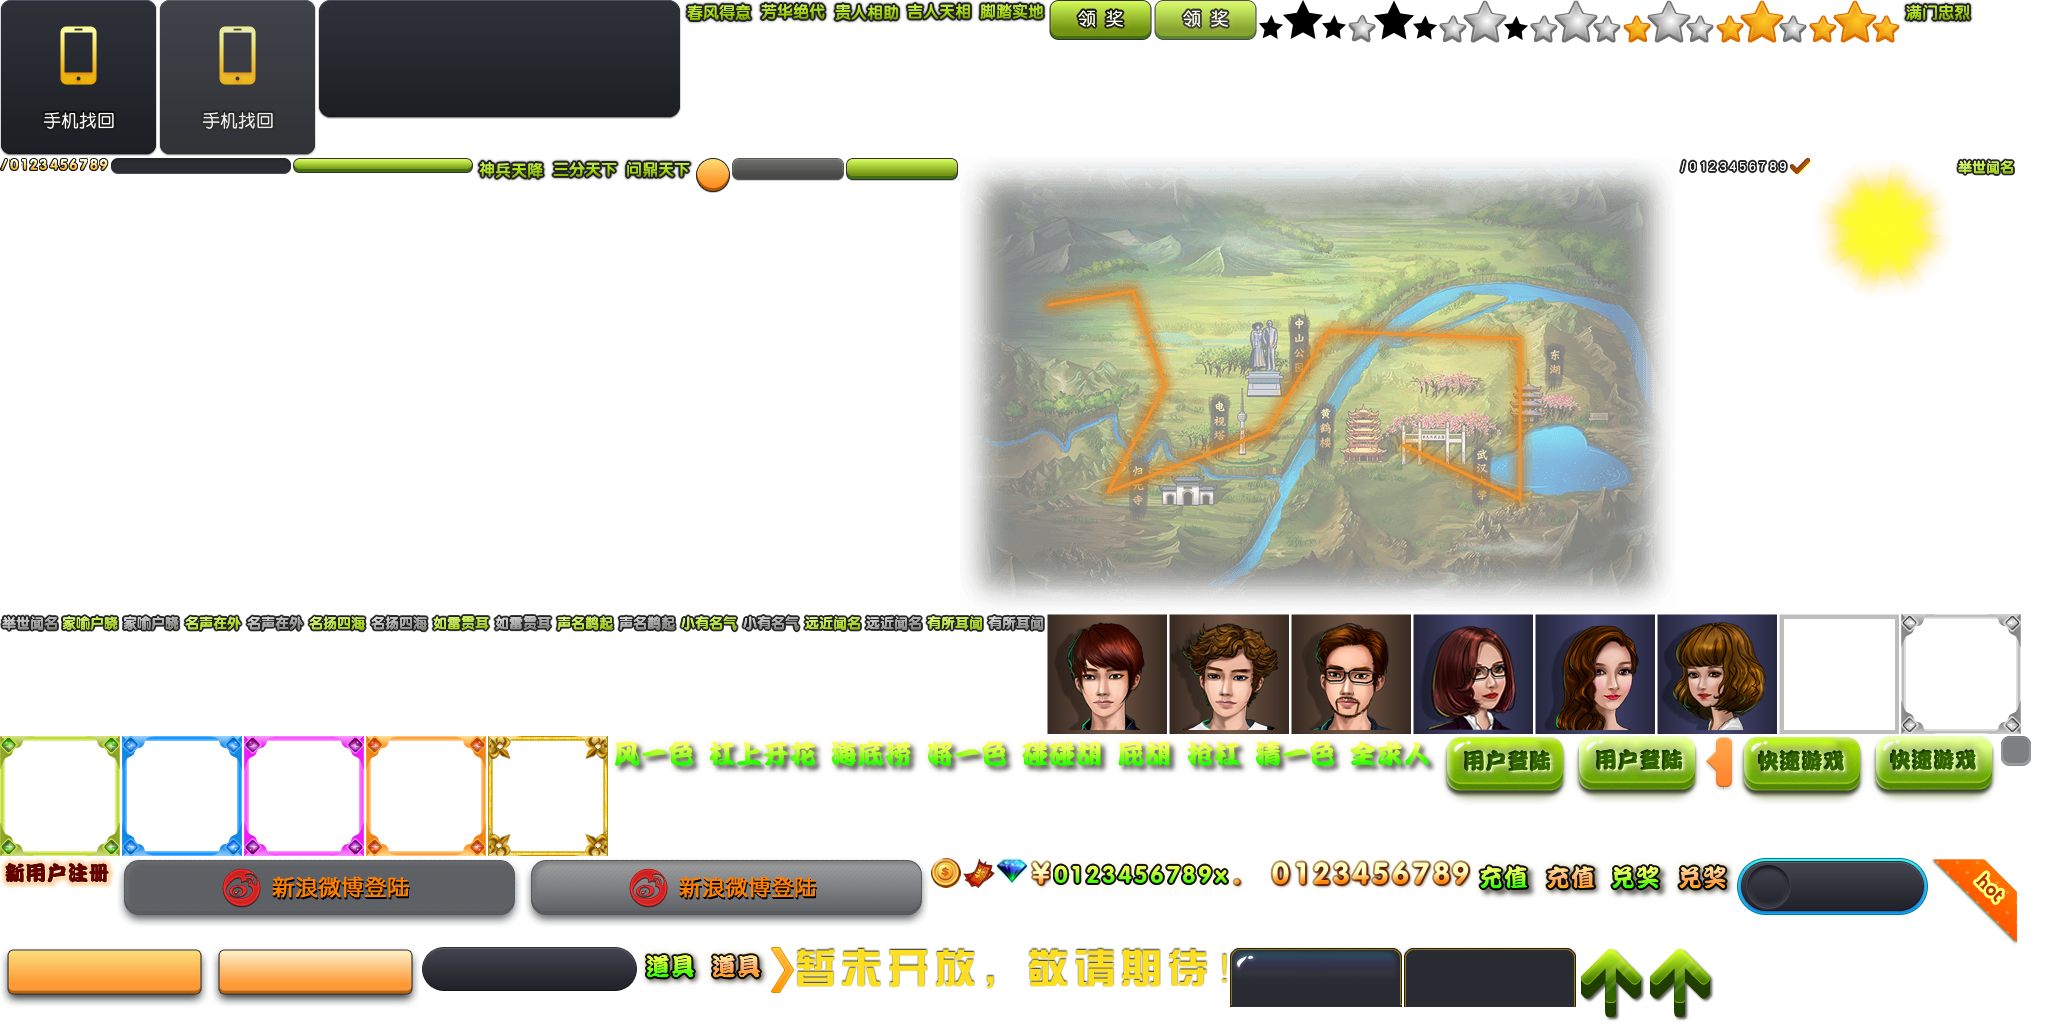 春风得意 芳华绝代 贵人相助 吉人天相 脚踏实地 领奖 领奖 满门忠烈
手机找回 手机找回
/0123456789 神兵天降 三分天下 问鼎天下 /0123456789 举世闻名
中山公园
东湖
电视塔
黄鹤楼
武汉大学
归元寺
举世闻名 家喻户晓 家喻户晓 名声在外 名声在外 名扬四海 名扬四海 如雷贯耳 如雷贯耳 声名鹊起 声名鹊起 小有名气 小有名气 远近闻名 远近闻名 有所耳闻 有所耳闻
风一色 杠上开花 海底捞 将一色 碰碰胡 屁胡 抢杠 清一色 全求人 用户登陆 用户登陆 快速游戏 快速游戏
新用户注册 新浪微博登陆 新浪微博登陆 ¥0123456789x. 0123456789 充值 充值 兑奖 兑奖 hot
道具 道具 暂未开放，敬请期待!